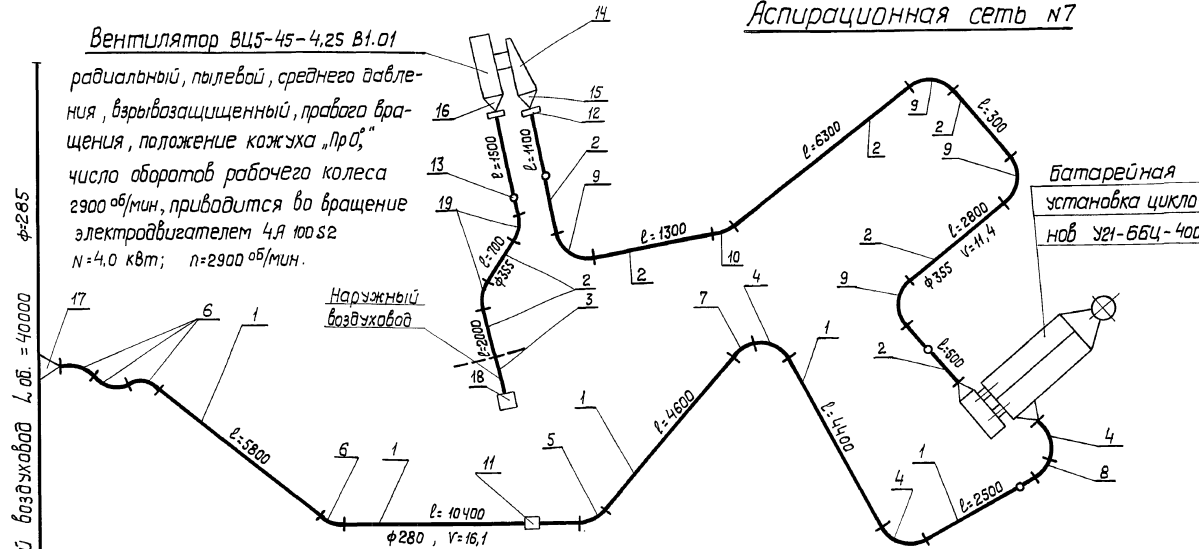 Аспирационная сеть N7
Вентилятор ВЦ5-45-4,25 В1.01
радиальный, пылевой, среднего давле-
ния, взрывозащищенный, правого вра-
щения, положение кожуха „Пр0°"
число оборотов рабочего колеса
2900 об/мин, приводится во вращение
электродвигателем 4А 100S2
N=4,0 кВт; n=2900 об/мин.
14
15
16
12
13
l=1500
l=1100
2
9
19
l=700
ф355
2
3
Наружный
воздуховод
l=2000
18
l=1300
2
10
l=6300
2
9
2
l=300
9
l=2800
ф355 V=11,4
2
9
l=500
2
Батарейная
установка цикло
нов У21-ББЦ-400
ф=285
воздуховод Lоб. =40000
17
6
1
l=5800
6
1
l=10400
ф280, V=16,1
11
5
1
l=4600
7
4
1
l=4400
4
1
l=2500
4
8